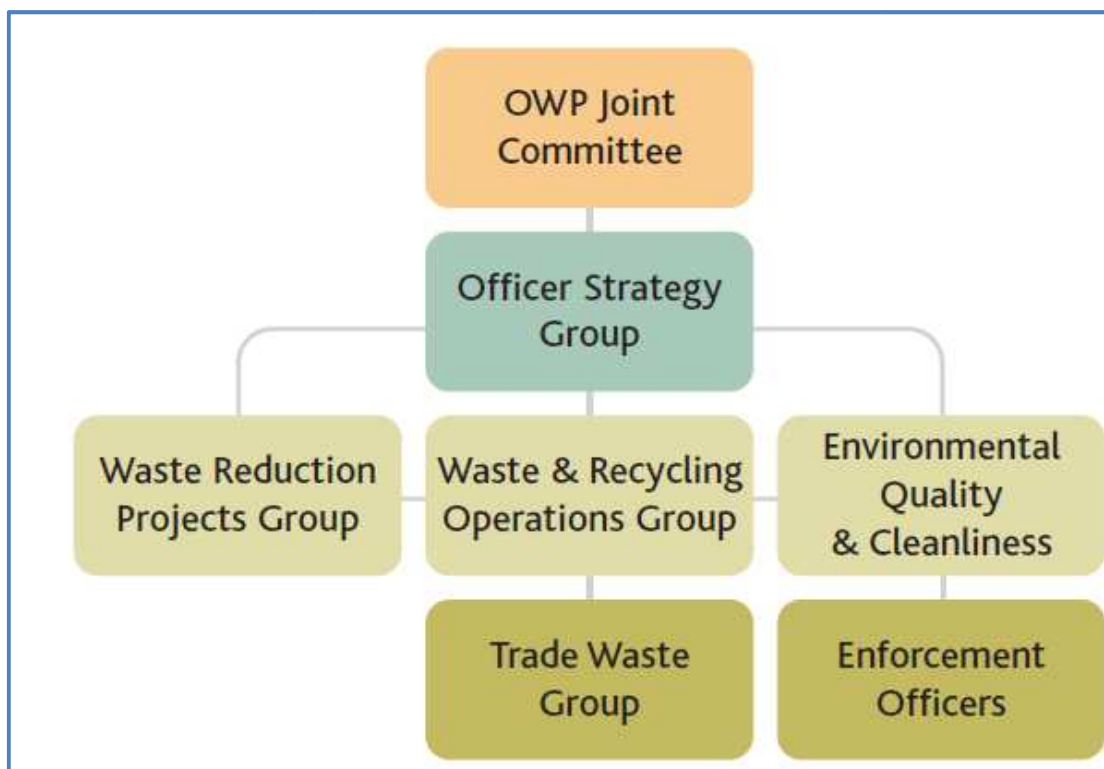 OWP Joint
Committee
Officer Strategy
Group
Waste Reduction
Projects Group
Waste & Recycling
Operations Group
Environmental
Quality
& Cleanliness
Trade Waste
Group
Enforcement
Officers